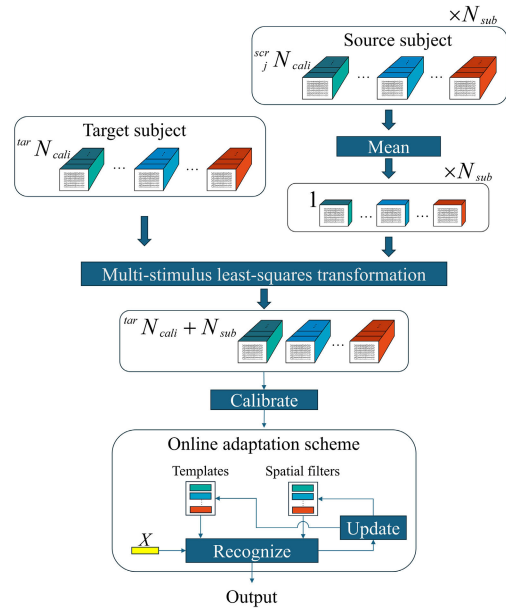 ×N_sub
Source subject
scr j N_cali
... ...
Target subject
tar N_cali
... ...
Mean
×N_sub
1
... ...
Multi-stimulus least-squares transformation
tar N_cali + N_sub
...
Calibrate
Online adaptation scheme
Templates Spatial filters
Update
X
Recognize
Output